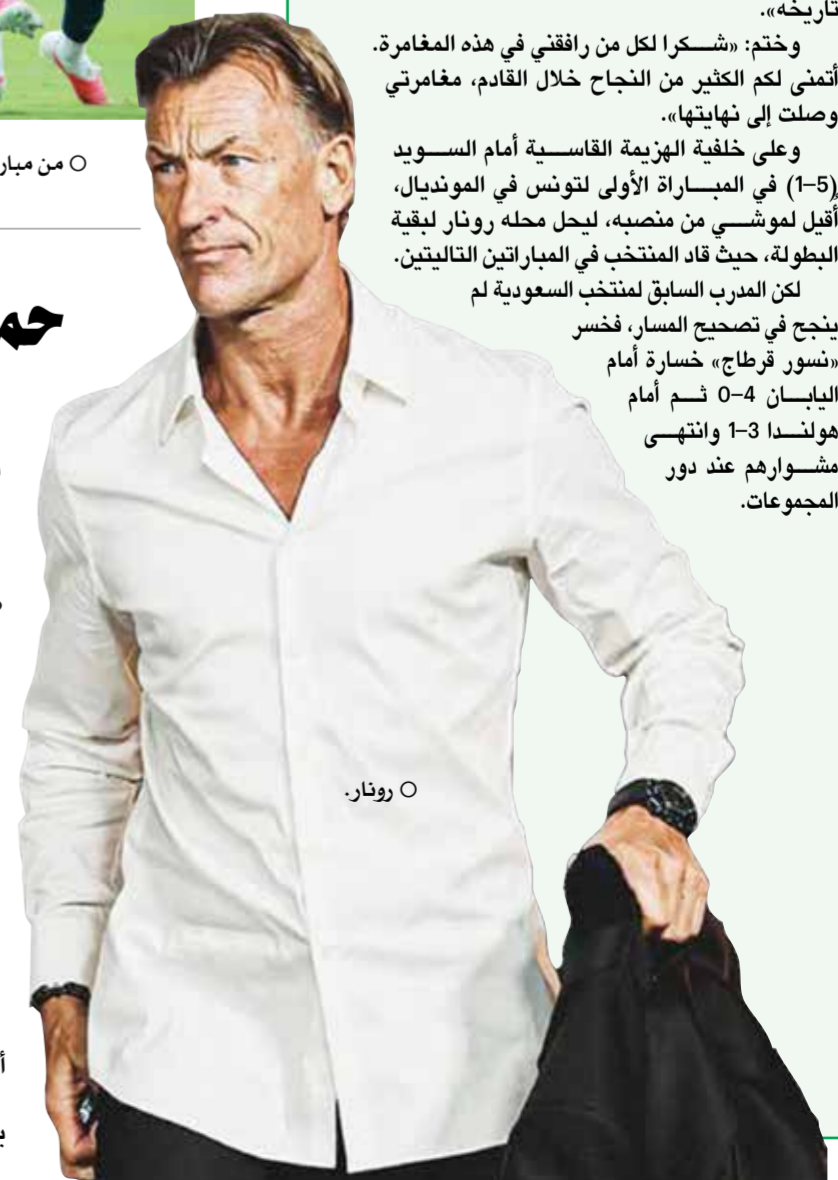 تاريخه».
وختم: «شكرا لكل من رافقني في هذه المغامرة.
أتمنى لكم الكثير من النجاح خلال القادم، مغامرتي
وصلت إلى نهايتها».
وعلى خلفية الهزيمة القاسية أمام السويد
(5–1) في المباراة الأولى لتونس في المونديال،
أقيل لموشي من منصبه، ليحل محله رونار لبقية
البطولة، حيث قاد المنتخب في المباراتين التاليتين.
لكن المدرب السابق لمنتخب السعودية لم
ينجح في تصحيح المسار، فخسر
«نسور قرطاج» خسارة أمام
اليابان 4–0 ثم أمام
هولندا 3–1 وانتهى
مشوارهم عند دور
المجموعات.
○ رونار.
○ من مبار